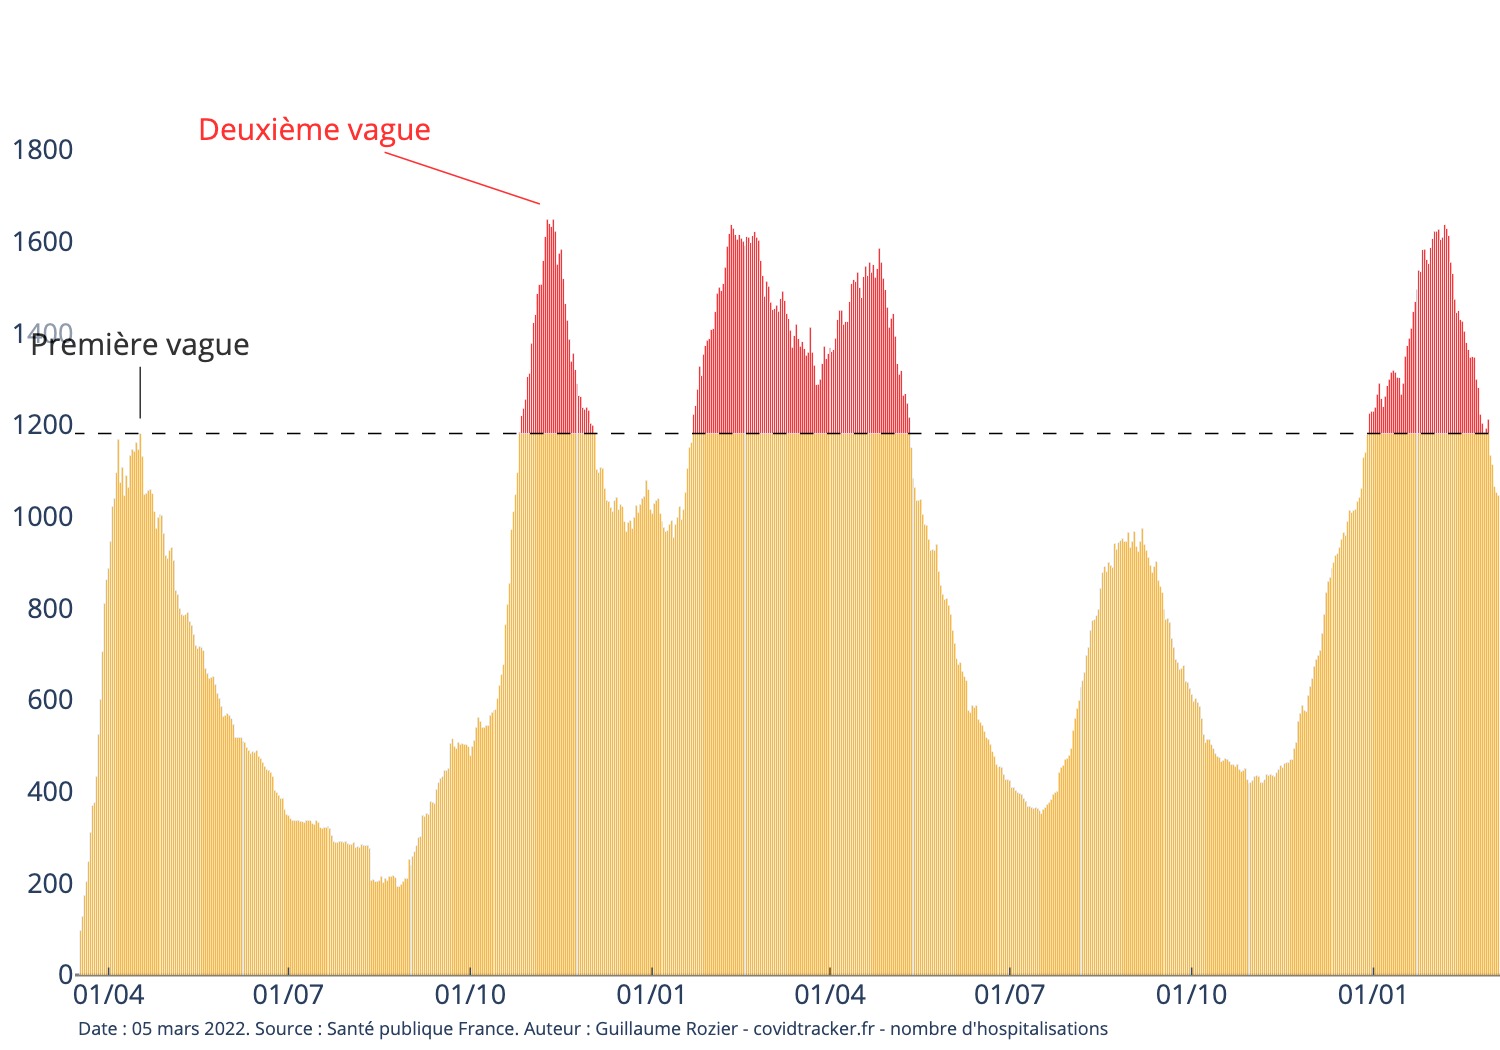 Deuxième vague
1800
1600
1400
Première vague
1200
1000
800
600
400
200
0
01/04 01/07 01/10 01/01 01/04 01/07 01/10 01/01
Date : 05 mars 2022. Source : Santé publique France. Auteur : Guillaume Rozier - covidtracker.fr - nombre d'hospitalisations